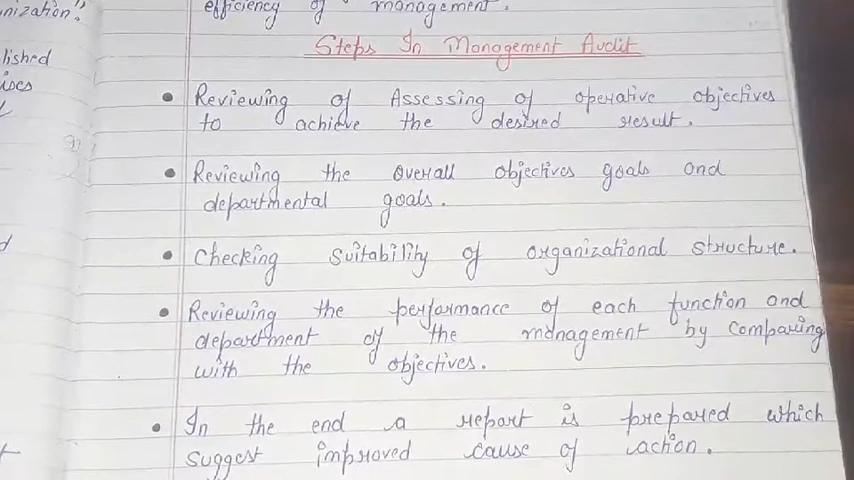 nization."
lished
ises
efficiency of management.
Steps In Management Audit
• Reviewing of Assessing of operative objectives
to achieve the desired result.
• Reviewing the overall objectives goals and
departmental goals.
• Checking suitability of organizational structure.
• Reviewing the performance of each function and
department of the management by comparing
with the objectives.
• In the end a report is prepared which
suggest improved cause of action.